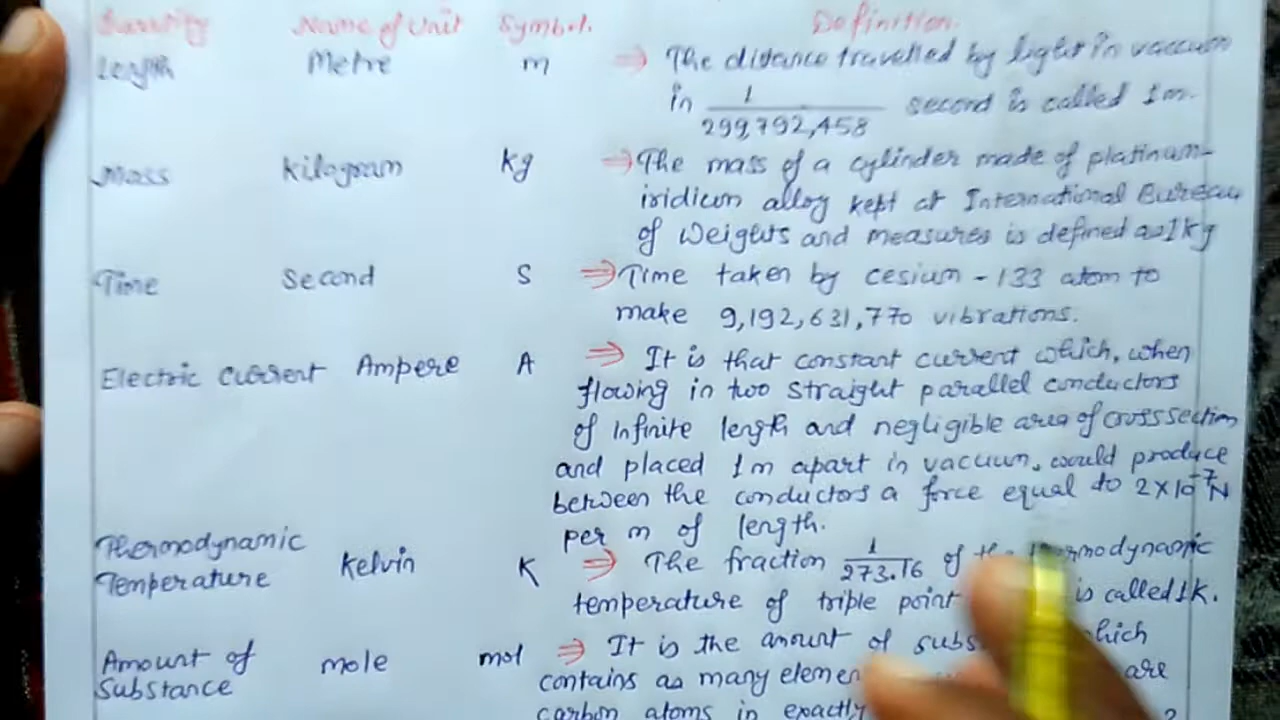 Quantity Name of Unit Symbol. Definition.
Length Metre m ⇒ The distance travelled by light in vaccum
in 1/299,792,458 second is called 1m.
Mass Kilogram kg ⇒ The mass of a cylinder made of platinum-
iridium alloy kept at International Bureau
of Weights and measures is defined as 1kg
Time Second S ⇒ Time taken by cesium - 133 atom to
make 9,192,631,770 vibrations.
Electric current Ampere A ⇒ It is that constant current which, when
flowing in two straight parallel conductors
of infinite length and negligible area of cross section
and placed 1m apart in vacuum, would produce
between the conductors a force equal to 2×10⁻⁷N
per m of length.
Thermodynamic Temperature Kelvin K ⇒ The fraction 1/273.16 of
temperature of triple point is called 1K.
Amount of Substance mole mol ⇒ It is the amount of
contains as many are
carbon atoms in exactly